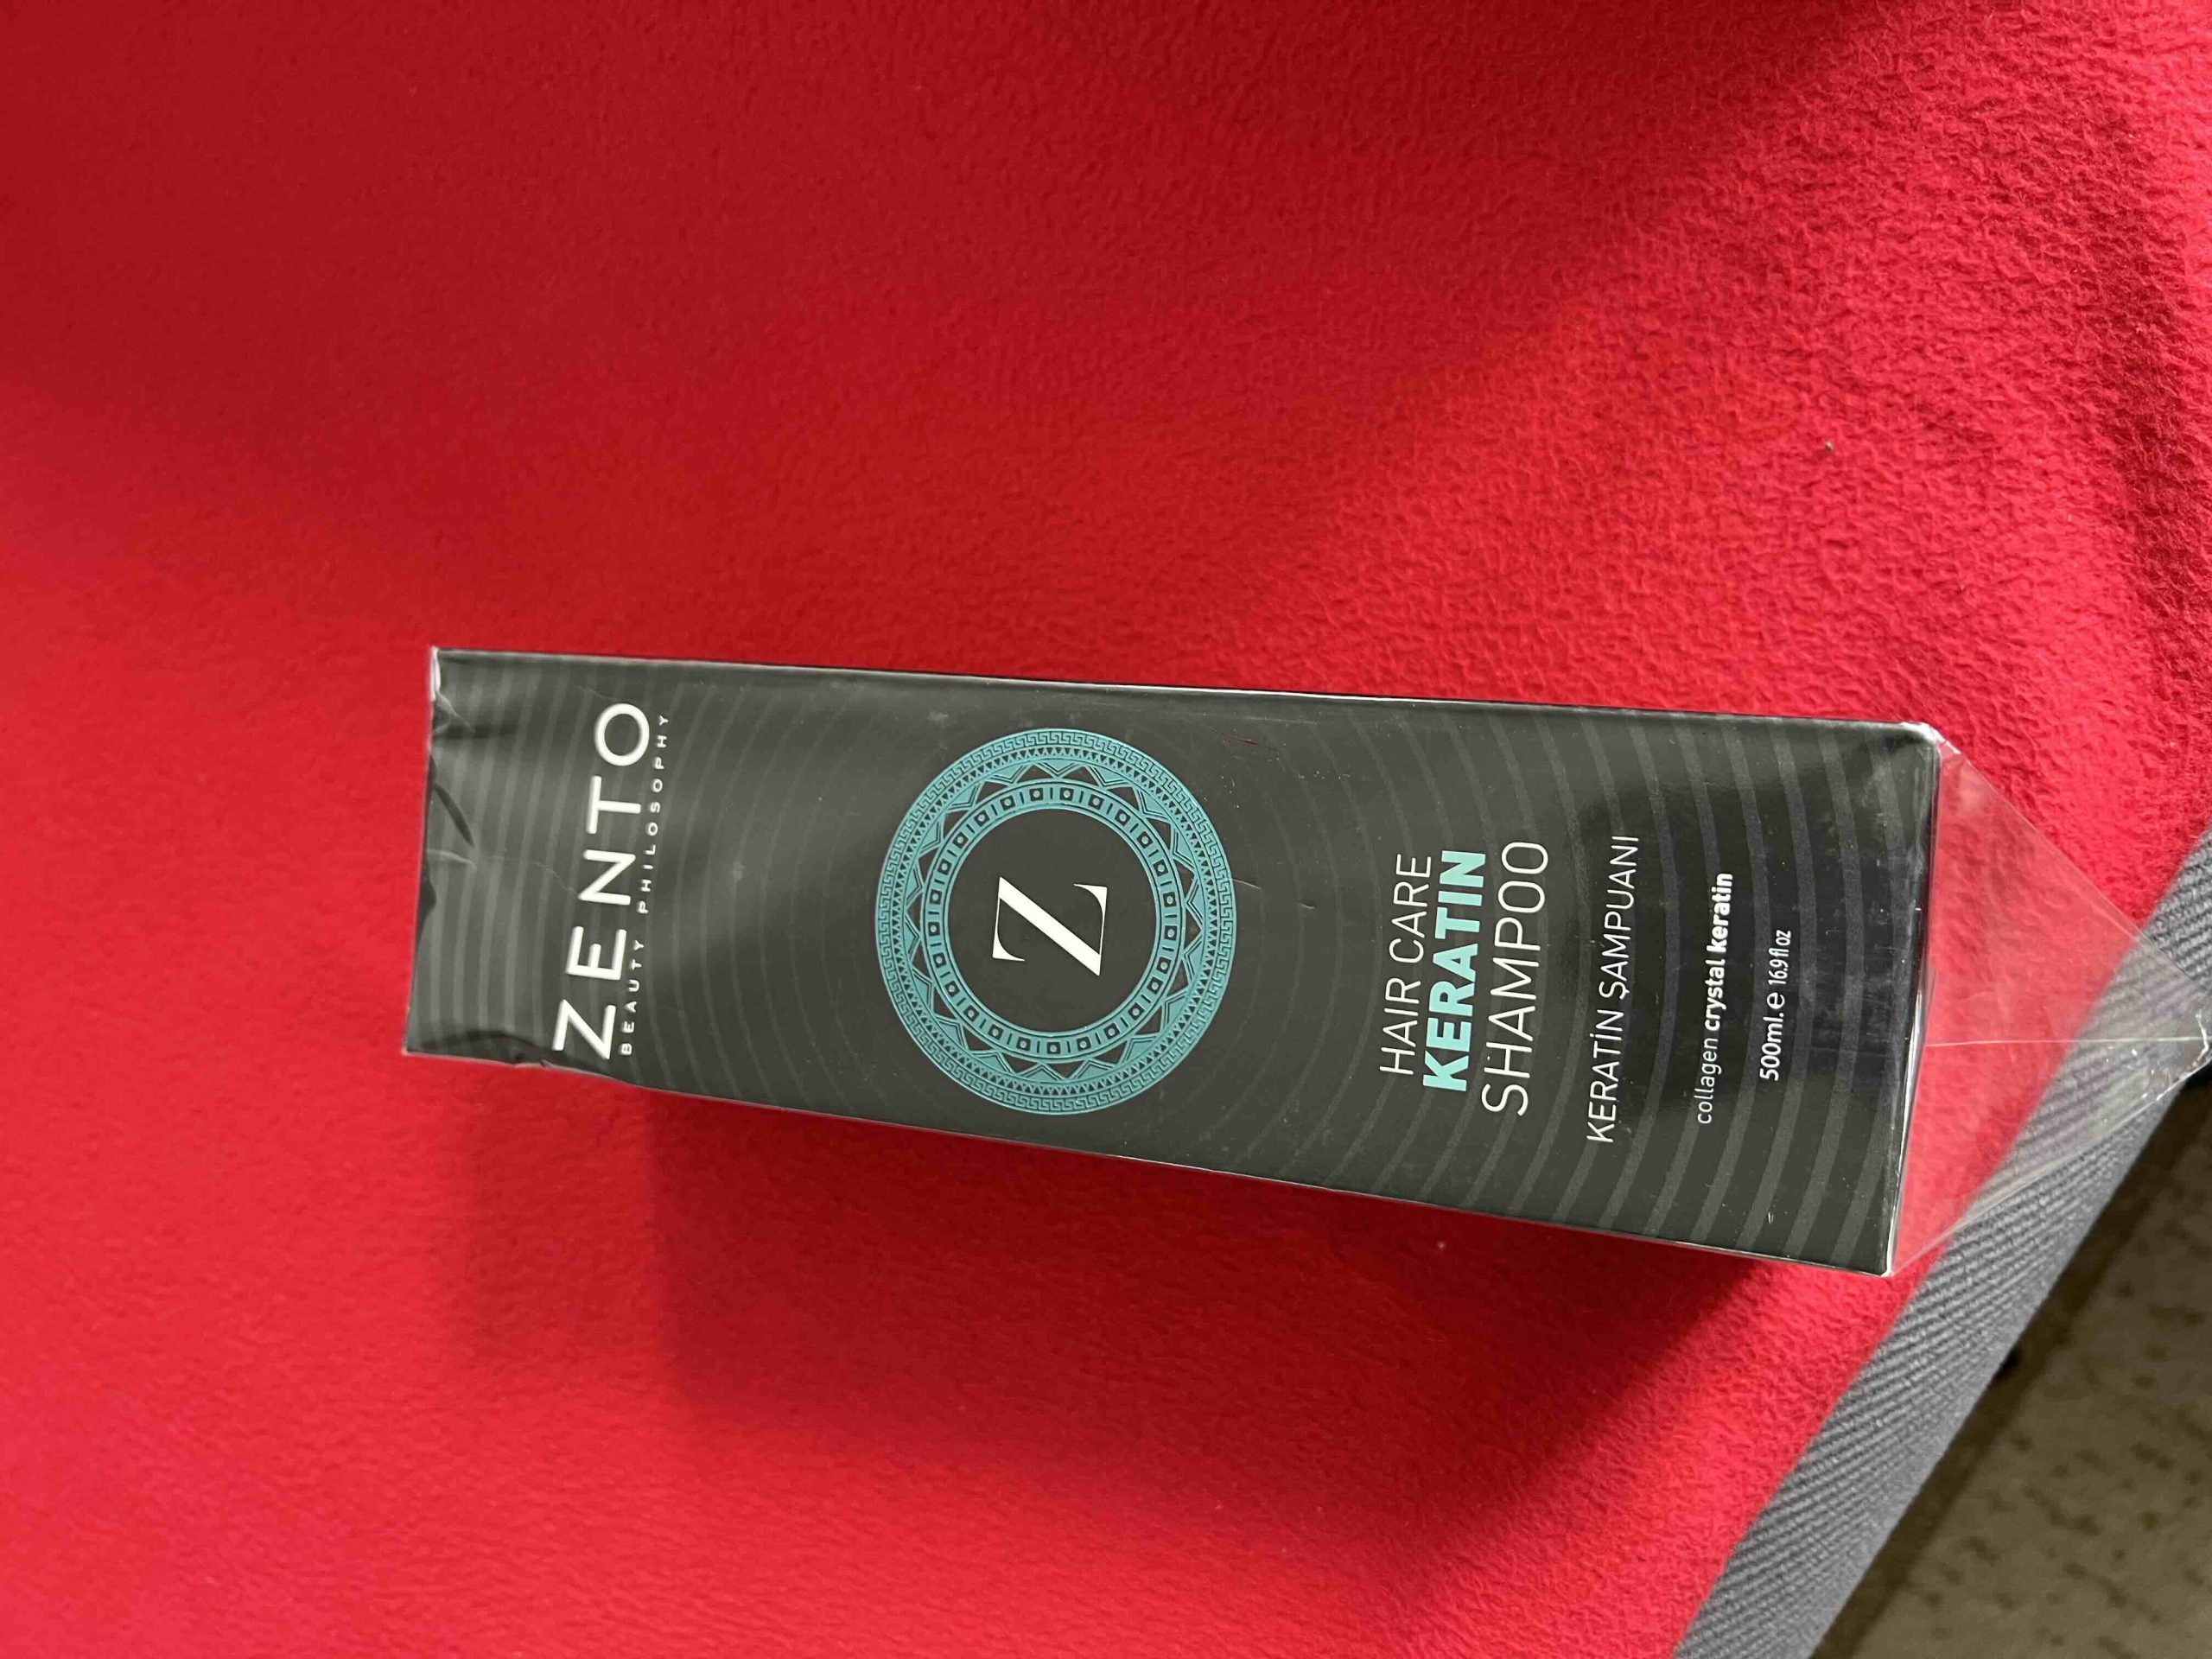 ZENTO
BEAUTY PHILOSOPHY
Z
HAIR CARE
KERATIN
SHAMPOO
KERATİN ŞAMPUANI
collagen crystal keratin
500ml.e 16.9fl oz